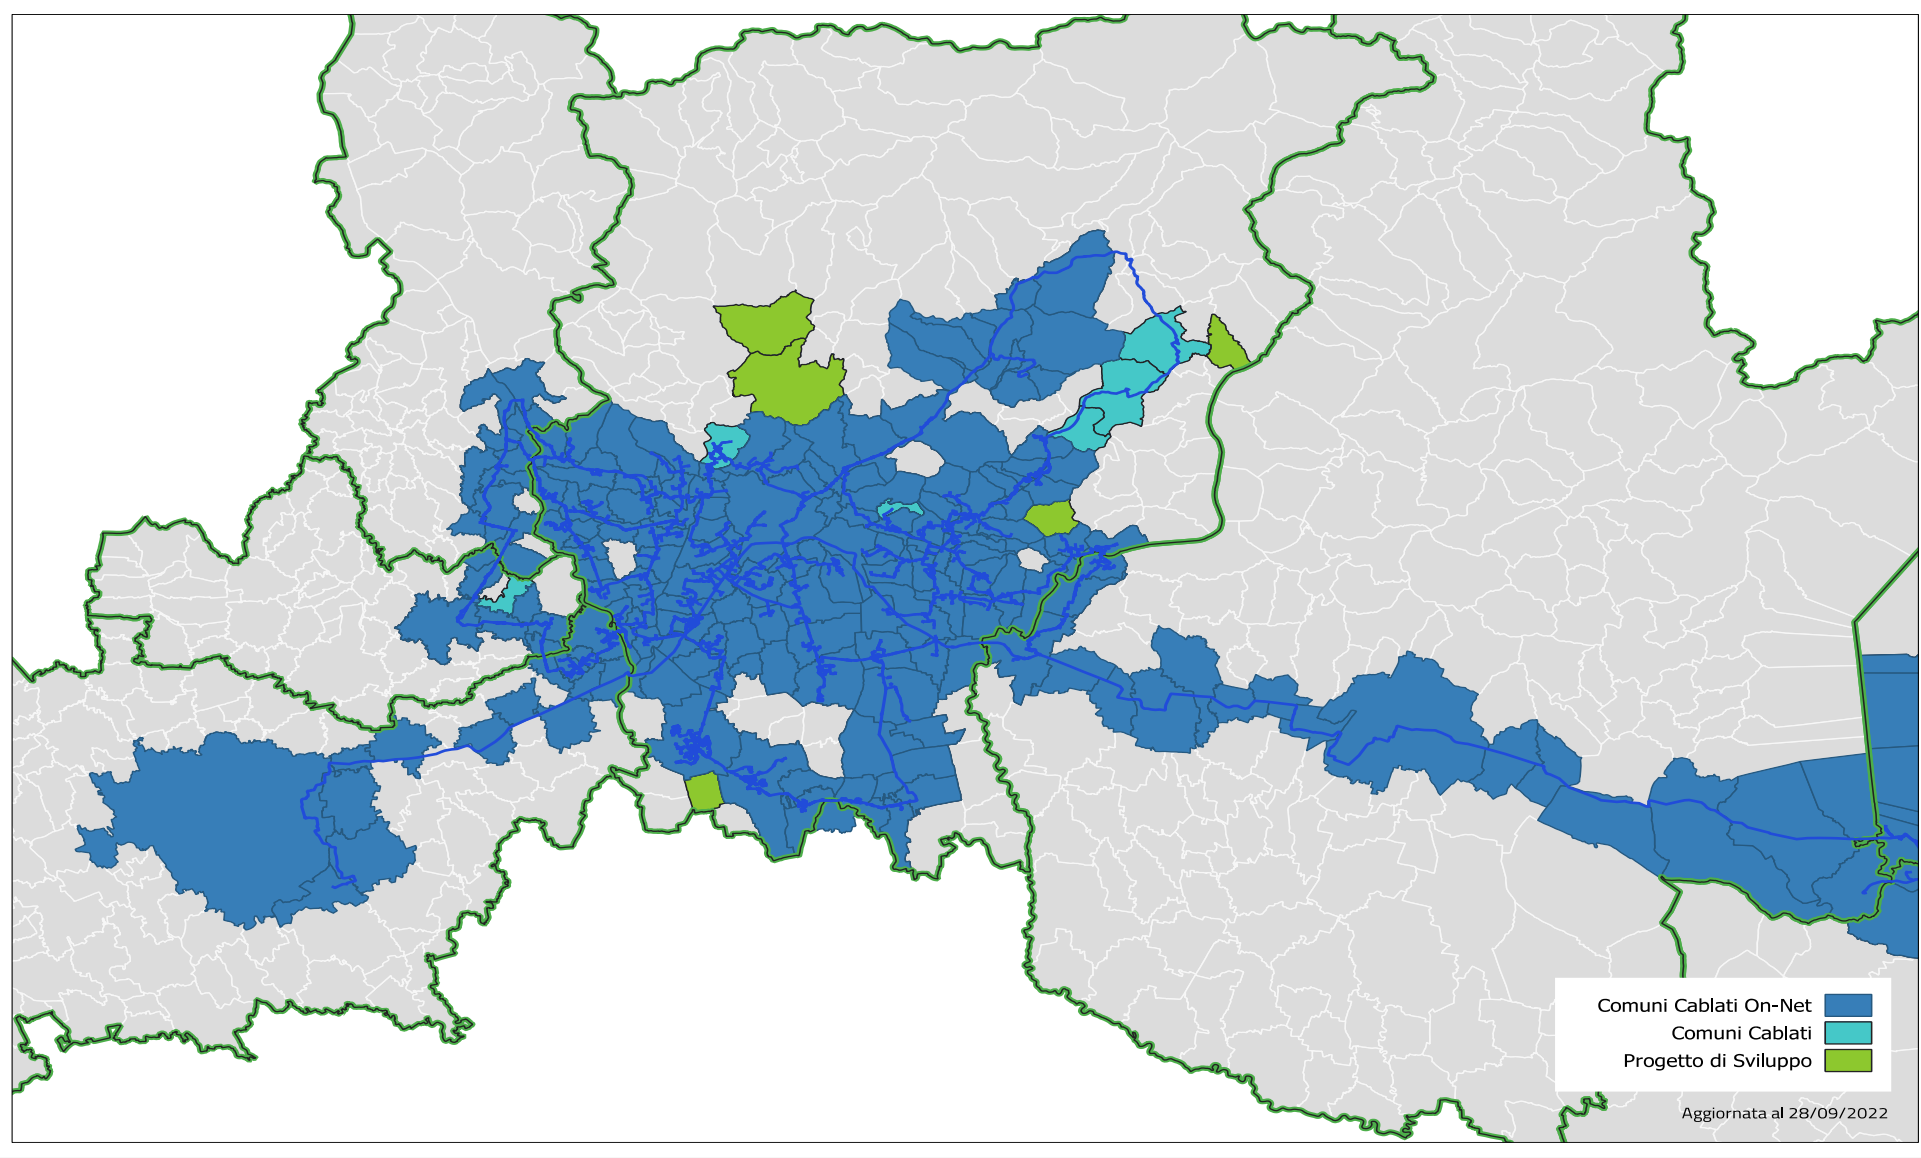 Comuni Cablati On-Net
Comuni Cablati
Progetto di Sviluppo
Aggiornata al 28/09/2022